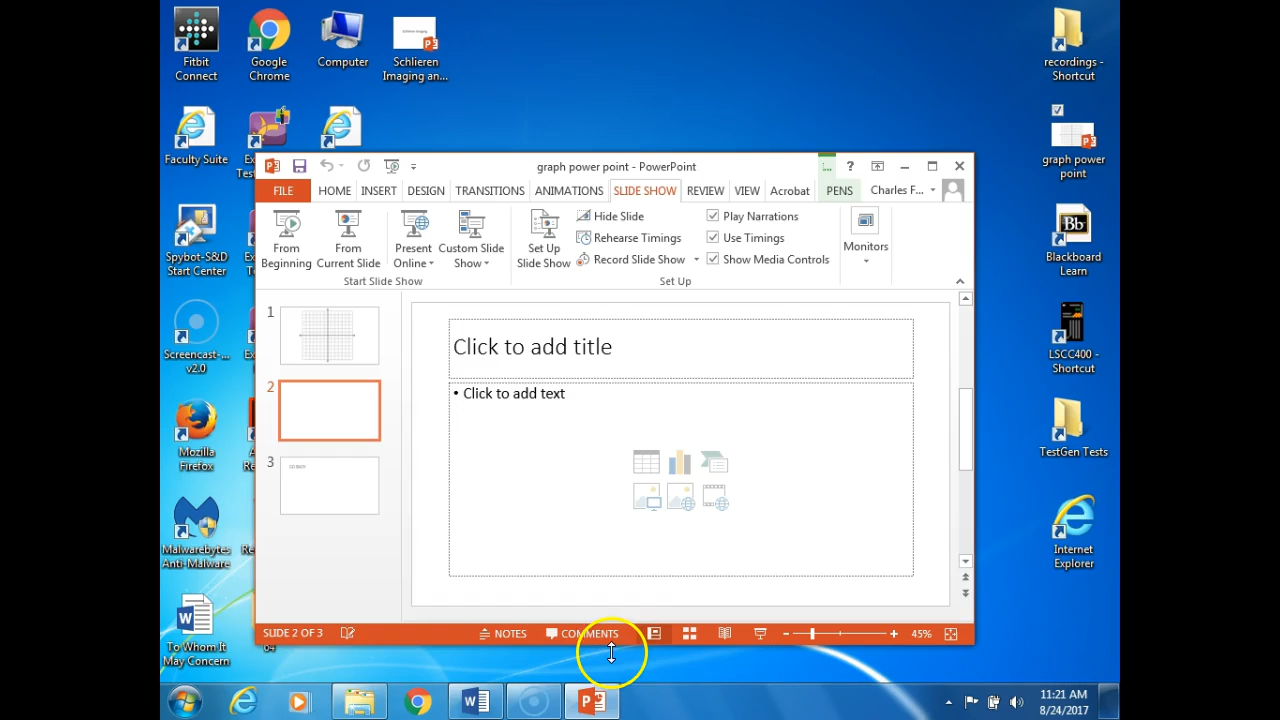 Fitbit
Connect
Google
Chrome
Computer
Schlieren
Imaging an...
recordings -
Shortcut
Faculty Suite
graph power
point
graph power point - PowerPoint
?
FILE HOME INSERT DESIGN TRANSITIONS ANIMATIONS SLIDE SHOW REVIEW VIEW Acrobat PENS Charles F...
From
Beginning
From
Current Slide
Present
Online
Custom Slide
Show
Set Up
Slide Show
Hide Slide
Rehearse Timings
Record Slide Show
Play Narrations
Use Timings
Show Media Controls
Monitors
Start Slide Show
Set Up
Spybot-S&D
Start Center
Bb
Blackboard
Learn
1
2
3
Click to add title
• Click to add text
Screencast-...
v2.0
LSCC400 -
Shortcut
Mozilla
Firefox
TestGen Tests
Malwarebytes
Anti-Malware
Internet
Explorer
To Whom It
May Concern
SLIDE 2 OF 3 NOTES COMMENTS 45%
11:21 AM
8/24/2017